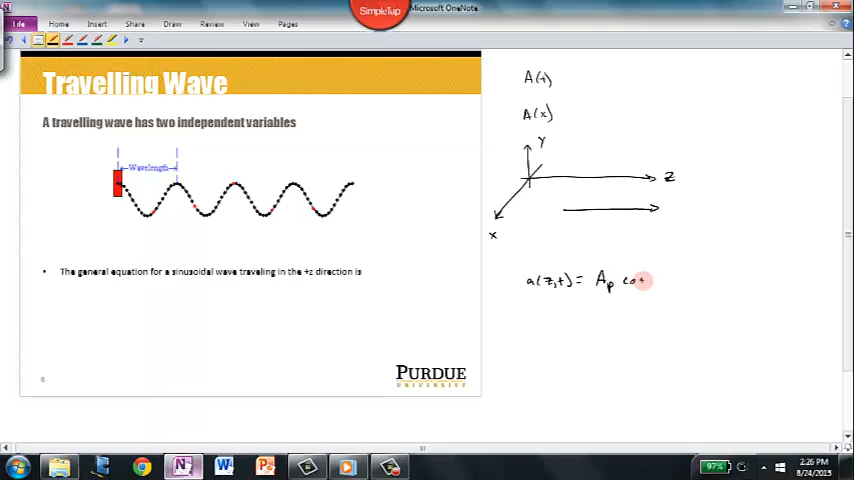 SimpleTap
Microsoft OneNote
File Home Insert Share Draw Review View Pages
Travelling Wave
A travelling wave has two independent variables
Wavelength
• The general equation for a sinusoidal wave traveling in the +z direction is
PURDUE
UNIVERSITY
A(t)
A(x)
Y
Z
X
a(z,t) = Ap cos
97%
2:26 PM
8/24/2015